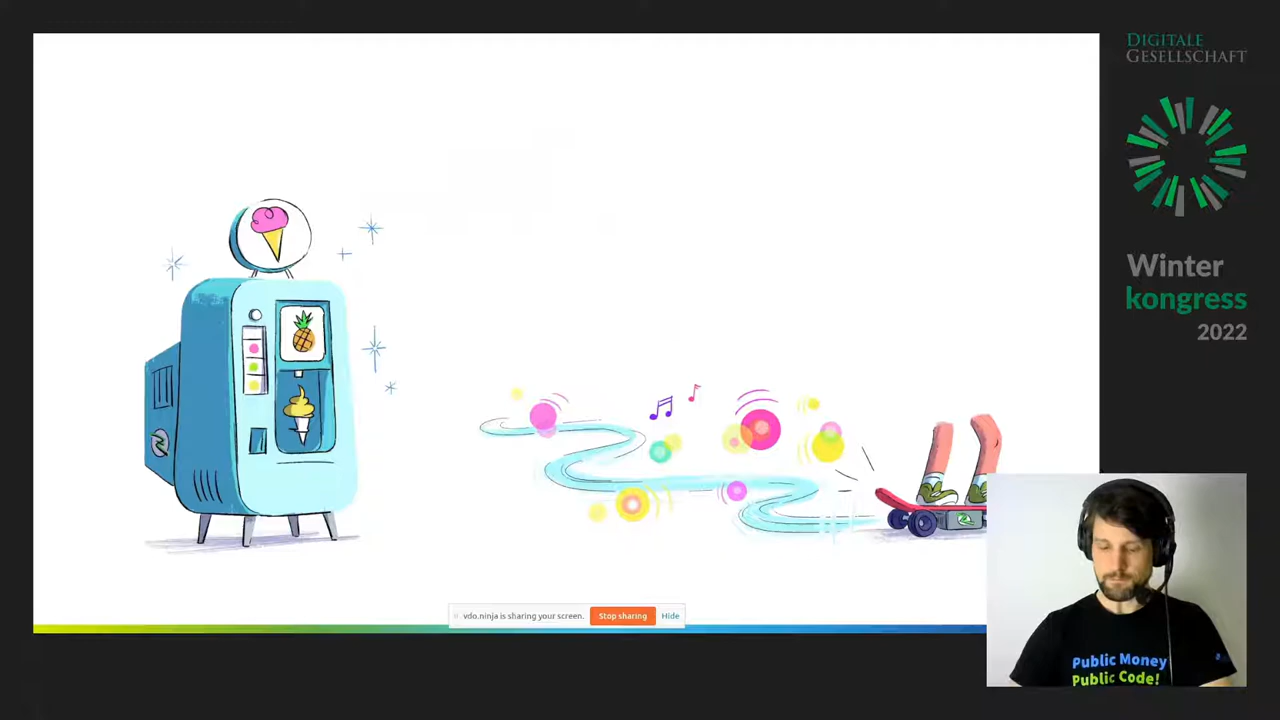 DIGITALE
GESELLSCHAFT
Winter
kongress
2022
vdo.ninja is sharing your screen.
Stop sharing
Hide
Public Money
Public Code!